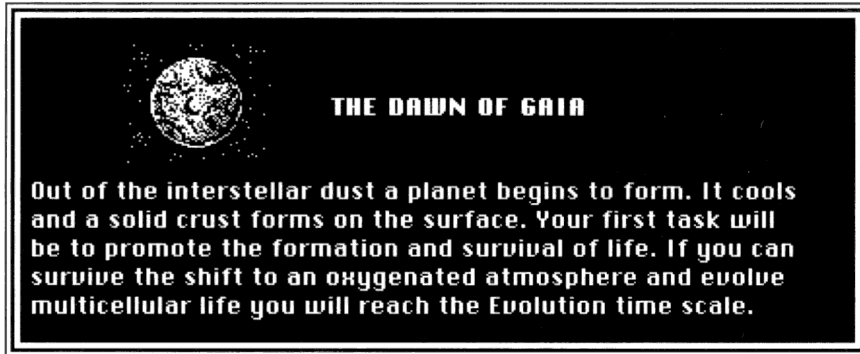 THE DAWN OF GAIA
Out of the interstellar dust a planet begins to form. It cools
and a solid crust forms on the surface. Your first task will
be to promote the formation and survival of life. If you can
survive the shift to an oxygenated atmosphere and evolve
multicellular life you will reach the Evolution time scale.